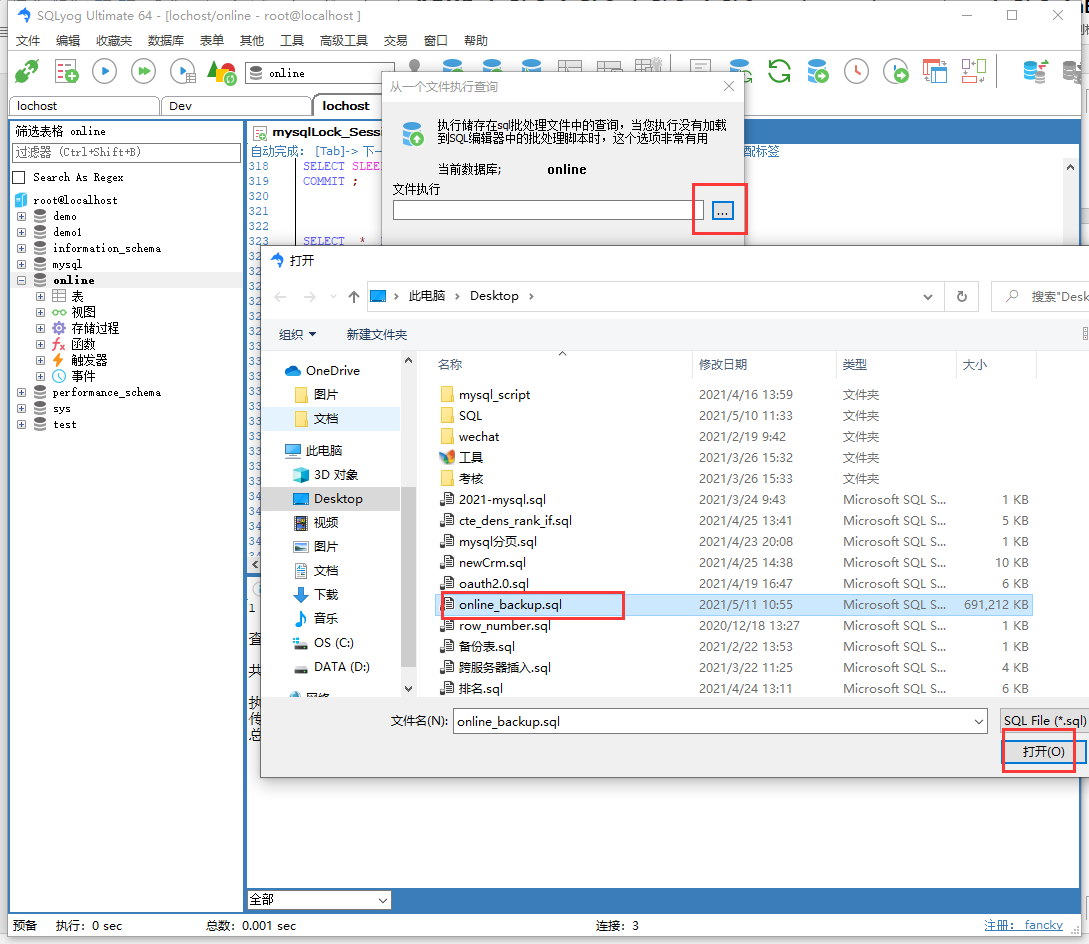 SQLyog Ultimate 64 - [lochost/online - root@localhost ]
文件 编辑 收藏夹 数据库 表单 其他 工具 高级工具 交易 窗口 帮助
online
lochost Dev lochost
从一个文件执行查询
执行储存在sql批处理文件中的查询，当您执行没有加载
到SQL编辑器中的批处理脚本时，这个选项非常有用
当前数据库; online
文件执行
...
筛选表格 online
过滤器 (Ctrl+Shift+B)
Search As Regex
root@localhost
demo
demo1
information_schema
mysql
online
表
视图
存储过程
函数
触发器
事件
performance_schema
sys
test
mysqlLock_Sess
自动完成: [Tab]-> 下一
配标签
318 SELECT SLEE
319 COMMIT ;
320
321
322
323 SELECT *
打开
此电脑 Desktop
搜索"Desk
组织 新建文件夹
OneDrive
图片
文档
此电脑
3D 对象
Desktop
视频
图片
文档
下载
音乐
OS (C:)
DATA (D:)
网络
名称 修改日期 类型 大小
mysql_script 2021/4/16 13:59 文件夹
SQL 2021/5/10 11:33 文件夹
wechat 2021/2/19 9:42 文件夹
工具 2021/3/26 15:32 文件夹
考核 2021/3/26 15:33 文件夹
2021-mysql.sql 2021/3/24 9:43 Microsoft SQL S... 1 KB
cte_dens_rank_if.sql 2021/4/25 13:41 Microsoft SQL S... 5 KB
mysql分页.sql 2021/4/23 20:08 Microsoft SQL S... 1 KB
newCrm.sql 2021/4/25 14:38 Microsoft SQL S... 10 KB
oauth2.0.sql 2021/4/19 16:47 Microsoft SQL S... 6 KB
online_backup.sql 2021/5/11 10:55 Microsoft SQL S... 691,212 KB
row_number.sql 2020/12/18 13:27 Microsoft SQL S... 1 KB
备份表.sql 2021/2/22 13:53 Microsoft SQL S... 1 KB
跨服务器插入.sql 2021/3/22 11:25 Microsoft SQL S... 4 KB
排名.sql 2021/4/24 13:11 Microsoft SQL S... 6 KB
文件名(N): online_backup.sql SQL File (*.sql)
打开(O)
全部
预备 执行: 0 sec 总数: 0.001 sec 连接: 3 注册: fancky